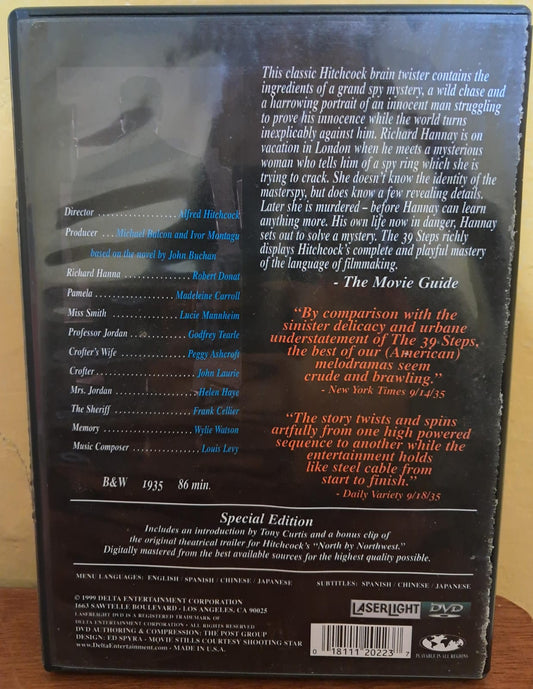 This classic Hitchcock brain twister contains the
ingredients of a grand spy mystery, a wild chase and
a harrowing portrait of an innocent man struggling
to prove his innocence while the world turns
inexplicably against him. Richard Hannay is on
vacation in London when he meets a mysterious
woman who tells him of a spy ring which she is
trying to crack. She doesn't know the identity of the
masterspy, but does know a few revealing details.
Later she is murdered – before Hannay can learn
anything more. His own life now in danger, Hannay
sets out to solve a mystery. The 39 Steps richly
displays Hitchcock's complete and playful mastery
of the language of filmmaking.
- The Movie Guide
Director .................. Alfred Hitchcock
Producer ... Michael Balcon and Ivor Montagu
based on the novel by John Buchan
Richard Hanna ............ Robert Donat
Pamela ............... Madeleine Carroll
Miss Smith ............ Lucie Mannheim
Professor Jordan ......... Godfrey Tearle
Crofter's Wife .......... Peggy Ashcroft
Crofter .................. John Laurie
Mrs. Jordan .............. Helen Haye
The Sheriff ............. Frank Cellier
Memory ................ Wylie Watson
Music Composer ........... Louis Levy
B&W 1935 86 min.
“By comparison with the
sinister delicacy and urbane
understatement of The 39 Steps,
the best of our (American)
melodramas seem
crude and brawling.”
- New York Times 9/14/35
“The story twists and spins
artfully from one high powered
sequence to another while the
entertainment holds
like steel cable from
start to finish.”
- Daily Variety 9/18/35
Special Edition
Includes an introduction by Tony Curtis and a bonus clip of
the original theatrical trailer for Hitchcock's “North by Northwest.”
Digitally mastered from the best available sources for the highest quality possible.
MENU LANGUAGES: ENGLISH / SPANISH / CHINESE / JAPANESE
SUBTITLES: SPANISH / CHINESE / JAPANESE
© 1999 DELTA ENTERTAINMENT CORPORATION
1663 SAWTELLE BOULEVARD • LOS ANGELES, CA 90025
LASERLIGHT DVD IS A REGISTERED TRADEMARK OF
DELTA ENTERTAINMENT CORPORATION • ALL RIGHTS RESERVED
DVD AUTHORING & COMPRESSION: THE POST GROUP
DESIGN: ED SPYRA • MOVIE STILLS COURTESY SHOOTING STAR
www.DeltaEntertainment.com • MADE IN U.S.A.
LASERLIGHT DVD
0 18111 20223 7
PLAYABLE IN ALL REGIONS